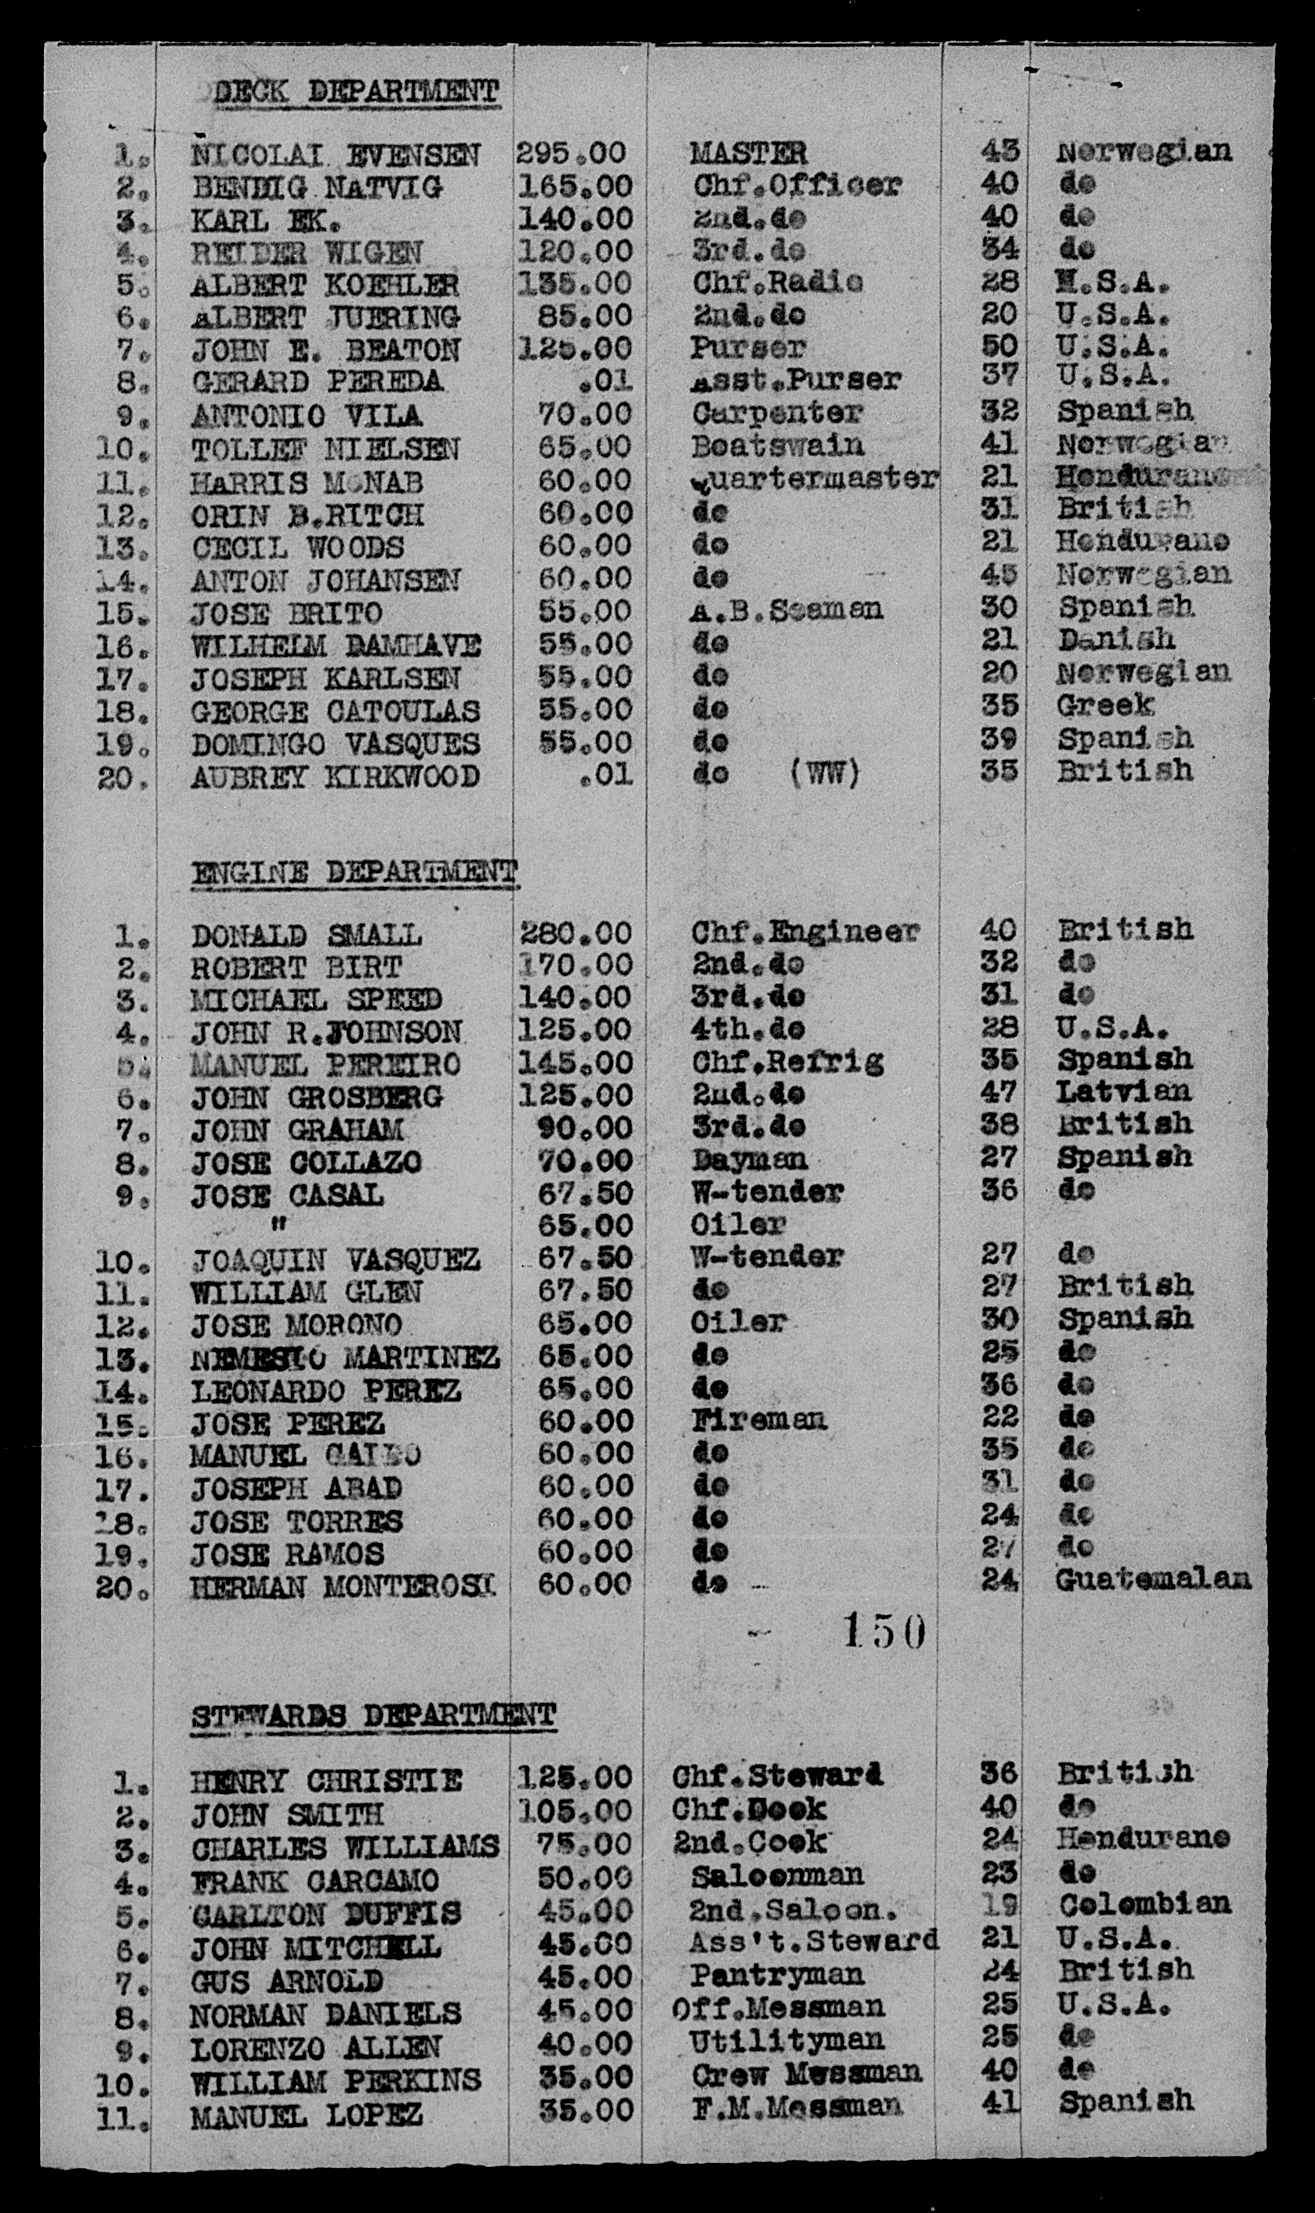 DECK DEPARTMENT
1. NICOLAI EVENSEN 295.00 MASTER 43 Norwegian
2. BENDIG NATVIG 165.00 Chf.Officer 40 do
3. KARL EK. 140.00 2nd.do 40 do
4. REIDER WIGEN 120.00 3rd.do 34 do
5. ALBERT KOEHLER 135.00 Chf.Radio 28 U.S.A.
6. ALBERT JUERING 85.00 2nd.do 20 U.S.A.
7. JOHN E. BEATON 125.00 Purser 50 U.S.A.
8. GERARD PEREDA .01 Asst.Purser 37 U.S.A.
9. ANTONIO VILA 70.00 Carpenter 32 Spanish
10. TOLLEF NIELSEN 65.00 Boatswain 41 Norwegian
11. HARRIS McNAB 60.00 Quartermaster 21 Hondurano
12. ORIN B.RITCH 60.00 do 31 British
13. CECIL WOODS 60.00 do 21 Hondurano
14. ANTON JOHANSEN 60.00 do 45 Norwegian
15. JOSE BRITO 55.00 A.B.Seaman 30 Spanish
16. WILHELM DAMHAVE 55.00 do 21 Danish
17. JOSEPH KARLSEN 55.00 do 20 Norwegian
18. GEORGE CATOULAS 55.00 do 35 Greek
19. DOMINGO VASQUES 55.00 do 39 Spanish
20. AUBREY KIRKWOOD .01 do (WW) 35 British
ENGINE DEPARTMENT
1. DONALD SMALL 280.00 Chf.Engineer 40 British
2. ROBERT BIRT 170.00 2nd.do 32 do
3. MICHAEL SPEED 140.00 3rd.do 31 do
4. JOHN R.JOHNSON 125.00 4th.do 28 U.S.A.
5. MANUEL PEREIRO 145.00 Chf.Refrig 35 Spanish
6. JOHN GROSBERG 125.00 2nd.do 47 Latvian
7. JOHN GRAHAM 90.00 3rd.do 38 British
8. JOSE COLLAZO 70.00 Dayman 27 Spanish
9. JOSE CASAL 67.50 W-tender 36 do
" 65.00 Oiler
10. JOAQUIN VASQUEZ 67.50 W-tender 27 do
11. WILLIAM GLEN 67.50 do 27 British
12. JOSE MORONO 65.00 Oiler 30 Spanish
13. NEMESIO MARTINEZ 65.00 do 25 do
14. LEONARDO PEREZ 65.00 do 36 do
15. JOSE PEREZ 60.00 Fireman 22 do
16. MANUEL 60.00 do 35 do
17. JOSEPH ABAD 60.00 do 31 do
18. JOSE TORRES 60.00 do 24 do
19. JOSE RAMOS 60.00 do 27 do
20. HERMAN MONTEROSI 60.00 do 24 Guatemalan
150
STEWARDS DEPARTMENT
1. HENRY CHRISTIE 125.00 Chf.Steward 36 British
2. JOHN SMITH 105.00 Chf.Cook 40 do
3. CHARLES WILLIAMS 75.00 2nd.Cook 24 Hondurano
4. FRANK CARCAMO 50.00 Saloonman 23 do
5. CARLTON DUFFIS 45.00 2nd.Saloon. 19 Colombian
6. JOHN MITCHELL 45.00 Ass't.Steward 21 U.S.A.
7. GUS ARNOLD 45.00 Pantryman 24 British
8. NORMAN DANIELS 45.00 Off.Messman 25 U.S.A.
9. LORENZO ALLEN 40.00 Utilityman 25 do
10. WILLIAM PERKINS 35.00 Crew Messman 40 do
11. MANUEL LOPEZ 35.00 F.M.Messman 41 Spanish